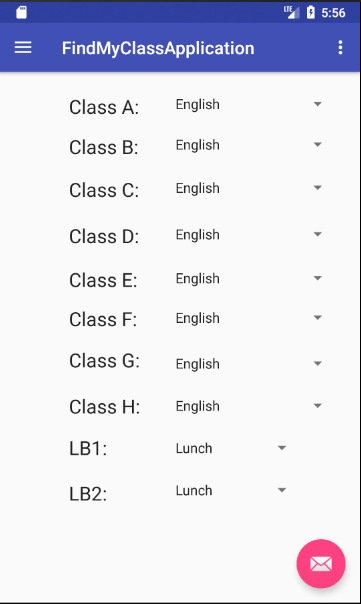 LTE 5:56
FindMyClassApplication
Class A: English
Class B: English
Class C: English
Class D: English
Class E: English
Class F: English
Class G: English
Class H: English
LB1: Lunch
LB2: Lunch